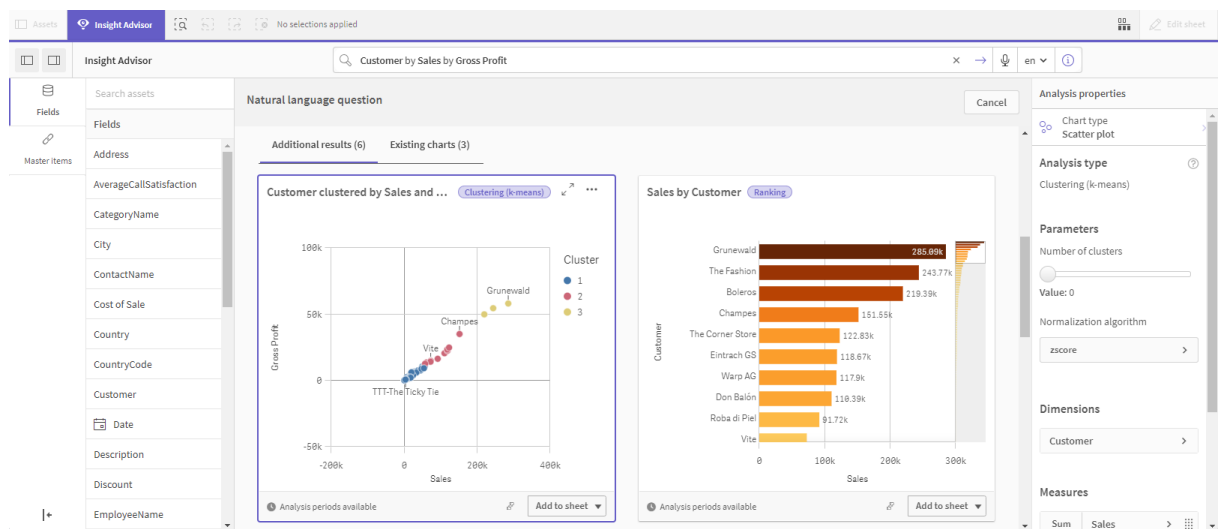 Assets
Insight Advisor
No selections applied
Edit sheet
Insight Advisor
Customer by Sales by Gross Profit
en
Fields
Master items
Search assets
Fields
Address
AverageCallSatisfaction
CategoryName
City
ContactName
Cost of Sale
Country
CountryCode
Customer
Date
Description
Discount
EmployeeName
Natural language question
Cancel
Additional results (6)
Existing charts (3)
Customer clustered by Sales and ...
Clustering (k-means)
100k
50k
0
-50k
Gross Profit
Grunewald
Champes
Vite
TTT-The Ticky Tie
-200k
0
200k
400k
Sales
Cluster
1
2
3
Analysis periods available
Add to sheet
Sales by Customer
Ranking
Customer
Grunewald 285.09k
The Fashion 243.77k
Boleros 219.39k
Champes 151.55k
The Corner Store 122.83k
Eintrach GS 118.67k
Warp AG 117.9k
Don Balón 110.39k
Roba di Piel 91.72k
Vite
0
100k
200k
300k
Sales
Analysis periods available
Add to sheet
Analysis properties
Chart type
Scatter plot
Analysis type
Clustering (k-means)
Parameters
Number of clusters
Value: 0
Normalization algorithm
zscore
Dimensions
Customer
Measures
Sum Sales